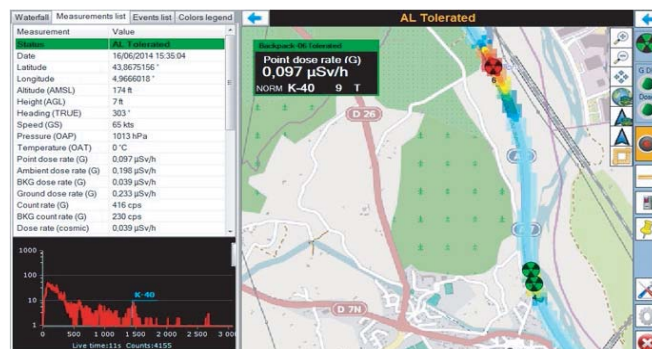 Waterfall Measurements list Events list Colors legend
Measurement Value
Status AL Tolerated
Date 16/06/2014 15:35:04
Latitude 43,8675156 °
Longitude 4,9666018 °
Altitude (AMSL) 174 ft
Height (AGL) 7 ft
Heading (TRUE) 303 °
Speed (GS) 65 kts
Pressure (OAP) 1013 hPa
Temperature (OAT) 0 °C
Point dose rate (G) 0,097 µSv/h
Ambient dose rate (G) 0,198 µSv/h
BKG dose rate (G) 0,039 µSv/h
Ground dose rate (G) 0,233 µSv/h
Count rate (G) 416 cps
BKG count rate (G) 230 cps
Dose rate (cosmic) 0,039 µSv/h
1000
100
10
1
K-40
0 500 1 000 1 500 2 000 2 500 3 000
Live time:11s Counts:4155
AL Tolerated
Backpack-06 Tolerated
Point dose rate (G)
0,097 µSv/h
NORM K-40 9 T
6
D 26
D 7N